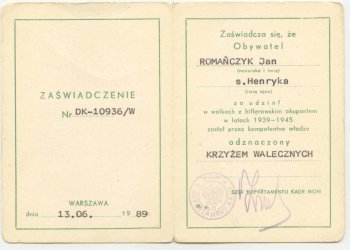 ZAŚWIADCZENIE
Nr DK-10936/W
WARSZAWA
dnia 13.06. 1989
Zaświadcza się, że
Obywatel
ROMAŃCZYK Jan
(nazwisko i imię)
s.Henryka
(imię ojca)
za udział
w walkach z hitlerowskim okupantem
w latach 1939-1945
został przez kompetentne władze
odznaczony
KRZYŻEM WALECZNYCH
SZEF DEPARTAMENTU KADR MON